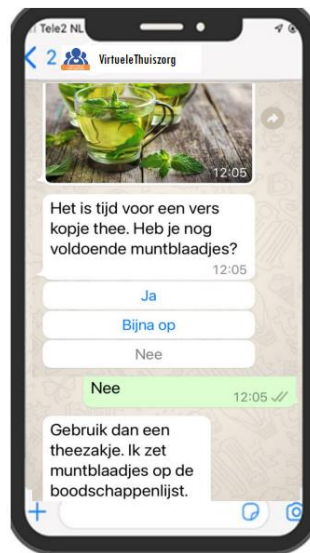 Tele2 NL
2 VirtueleThuiszorg
12:05
Het is tijd voor een vers
kopje thee. Heb je nog
voldoende muntblaadjes?
12:05
Ja
Bijna op
Nee
Nee
12:05
Gebruik dan een
theezakje. Ik zet
muntblaadjes op de
boodschappenlijst.